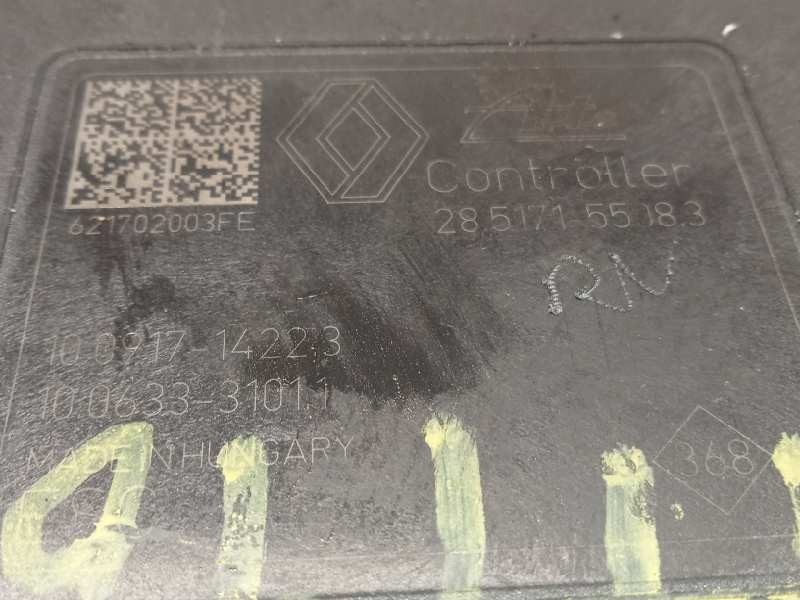 Ate
Controller
621702003FE
28.5171-5518.3
RN
10.0917-1422.3
10.0633-3101.1
368
MADE IN HUNGARY